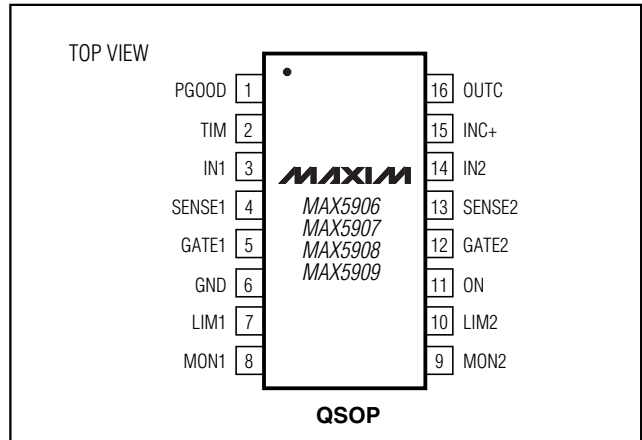 TOP VIEW
PGOOD 1
TIM 2
IN1 3
SENSE1 4
GATE1 5
GND 6
LIM1 7
MON1 8
MAXIM
MAX5906
MAX5907
MAX5908
MAX5909
16 OUTC
15 INC+
14 IN2
13 SENSE2
12 GATE2
11 ON
10 LIM2
9 MON2
QSOP